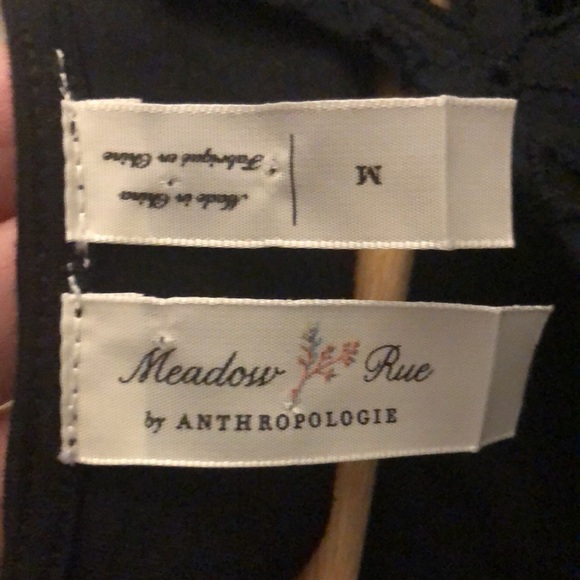 M
Made in China
Fabriqué en Chine
Meadow Rue
by ANTHROPOLOGIE